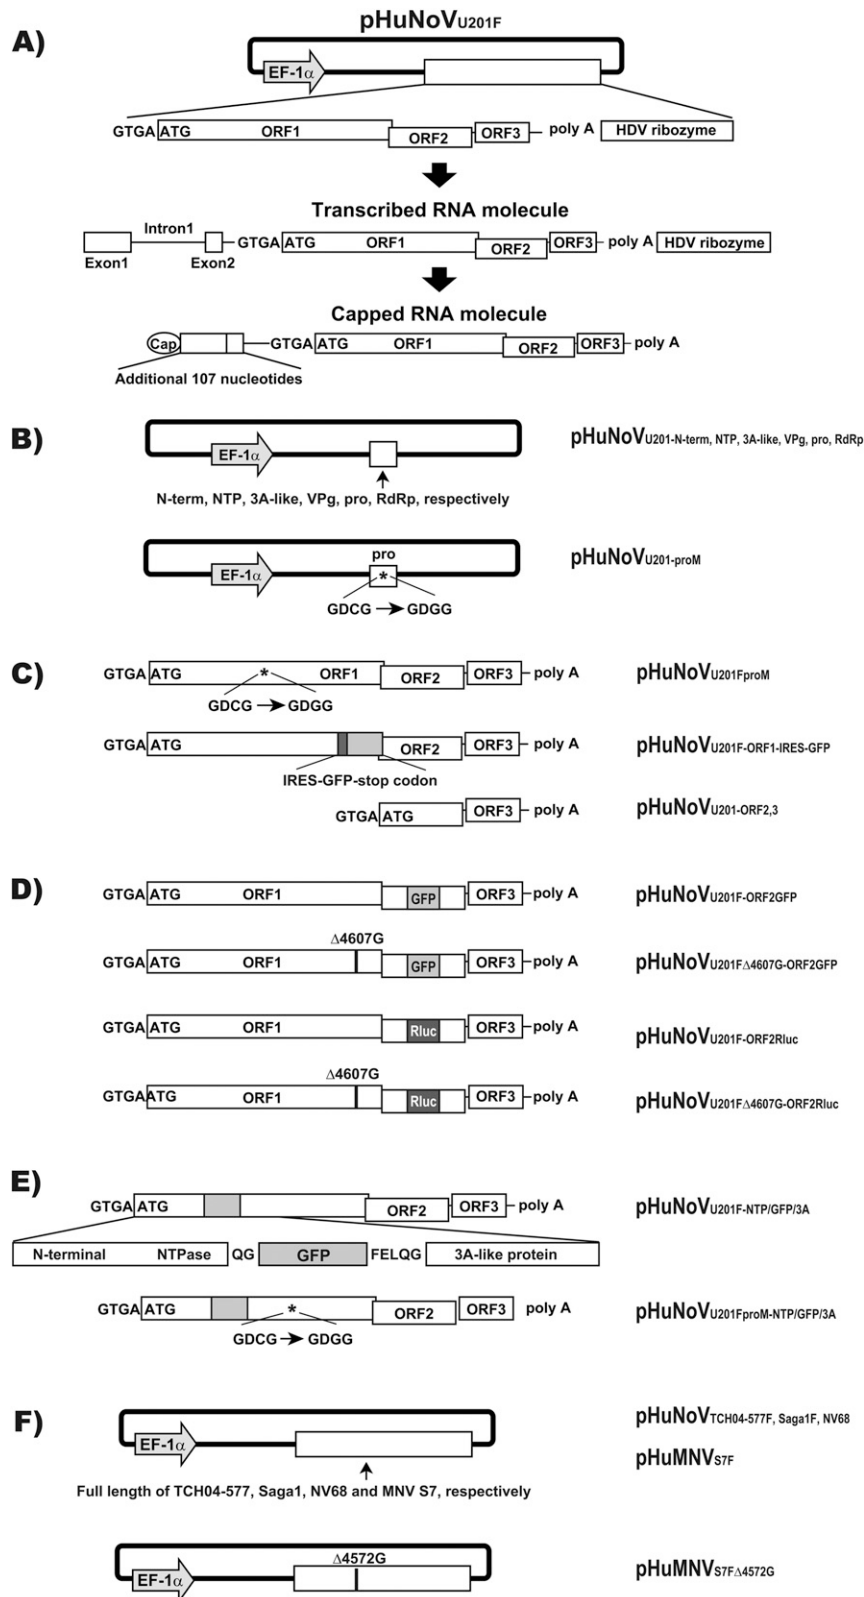 A)
pHuNoVU201F
EF-1α
GTGA ATG ORF1 ORF2 ORF3 poly A HDV ribozyme
Transcribed RNA molecule
Intron1
Exon1 Exon2 GTGA ATG ORF1 ORF2 ORF3 poly A HDV ribozyme
Capped RNA molecule
Cap GTGA ATG ORF1 ORF2 ORF3 poly A
Additional 107 nucleotides
B)
EF-1α
pHuNoVU201-N-term, NTP, 3A-like, VPg, pro, RdRp
N-term, NTP, 3A-like, VPg, pro, RdRp, respectively
pro
EF-1α *
pHuNoVU201-proM
GDCG → GDGG
C)
GTGA ATG * ORF1 ORF2 ORF3 poly A pHuNoVU201FproM
GDCG → GDGG
GTGA ATG ORF2 ORF3 poly A pHuNoVU201F-ORF1-IRES-GFP
IRES-GFP-stop codon
GTGA ATG ORF3 poly A pHuNoVU201-ORF2,3
D)
GTGA ATG ORF1 GFP ORF3 poly A pHuNoVU201F-ORF2GFP
Δ4607G
GTGA ATG ORF1 GFP ORF3 poly A pHuNoVU201FΔ4607G-ORF2GFP
GTGA ATG ORF1 Rluc ORF3 poly A pHuNoVU201F-ORF2Rluc
Δ4607G
GTGA ATG ORF1 Rluc ORF3 poly A pHuNoVU201FΔ4607G-ORF2Rluc
E)
GTGA ATG ORF2 ORF3 poly A pHuNoVU201F-NTP/GFP/3A
N-terminal NTPase QG GFP FELQG 3A-like protein
GTGA ATG * ORF2 ORF3 poly A pHuNoVU201FproM-NTP/GFP/3A
GDCG → GDGG
F)
pHuNoVTCH04-577F, Saga1F, NV68
EF-1α
pHuMNVS7F
Full length of TCH04-577, Saga1, NV68 and MNV S7, respectively
Δ4572G
EF-1α
pHuMNVS7FΔ4572G